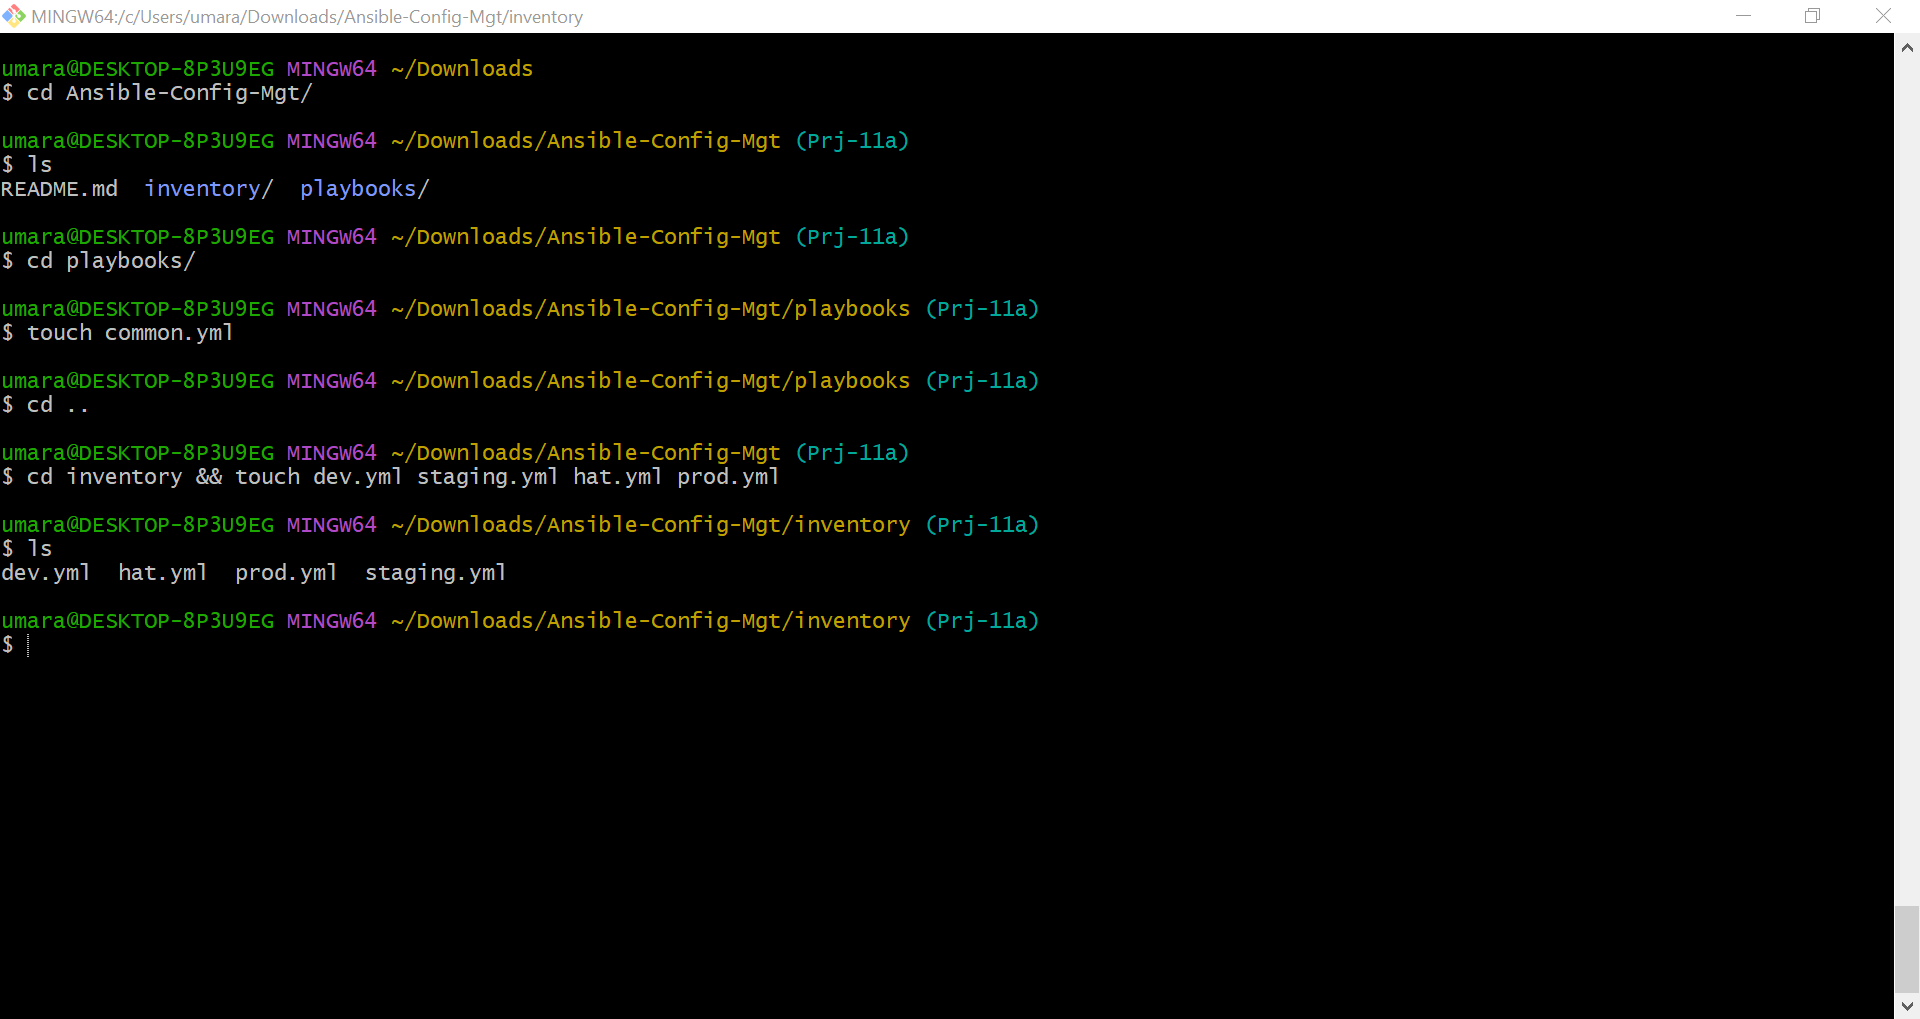 MINGW64:/c/Users/umara/Downloads/Ansible-Config-Mgt/inventory
umara@DESKTOP-8P3U9EG MINGW64 ~/Downloads
$ cd Ansible-Config-Mgt/
umara@DESKTOP-8P3U9EG MINGW64 ~/Downloads/Ansible-Config-Mgt (Prj-11a)
$ ls
README.md  inventory/  playbooks/
umara@DESKTOP-8P3U9EG MINGW64 ~/Downloads/Ansible-Config-Mgt (Prj-11a)
$ cd playbooks/
umara@DESKTOP-8P3U9EG MINGW64 ~/Downloads/Ansible-Config-Mgt/playbooks (Prj-11a)
$ touch common.yml
umara@DESKTOP-8P3U9EG MINGW64 ~/Downloads/Ansible-Config-Mgt/playbooks (Prj-11a)
$ cd ..
umara@DESKTOP-8P3U9EG MINGW64 ~/Downloads/Ansible-Config-Mgt (Prj-11a)
$ cd inventory && touch dev.yml staging.yml hat.yml prod.yml
umara@DESKTOP-8P3U9EG MINGW64 ~/Downloads/Ansible-Config-Mgt/inventory (Prj-11a)
$ ls
dev.yml  hat.yml  prod.yml  staging.yml
umara@DESKTOP-8P3U9EG MINGW64 ~/Downloads/Ansible-Config-Mgt/inventory (Prj-11a)
$